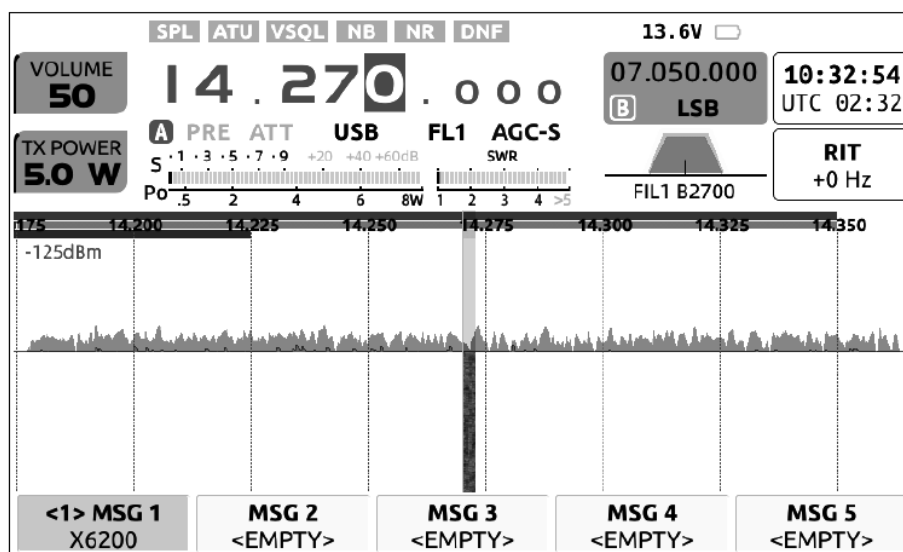 SPL ATU VSQL NB NR DNF 13.6V
VOLUME
50
14.270.000
07.050.000
B LSB
10:32:54
UTC 02:32
A PRE ATT USB FL1 AGC-S
TX POWER
5.0 W
S ·1 ·3 ·5 ·7 ·9 +20 +40 +60dB
SWR
Po .5 2 4 6 8W
1 2 3 4 >5
FIL1 B2700
RIT
+0 Hz
175 14.200 14.225 14.250 14.275 14.300 14.325 14.350
-125dBm
<1> MSG 1
X6200
MSG 2
<EMPTY>
MSG 3
<EMPTY>
MSG 4
<EMPTY>
MSG 5
<EMPTY>